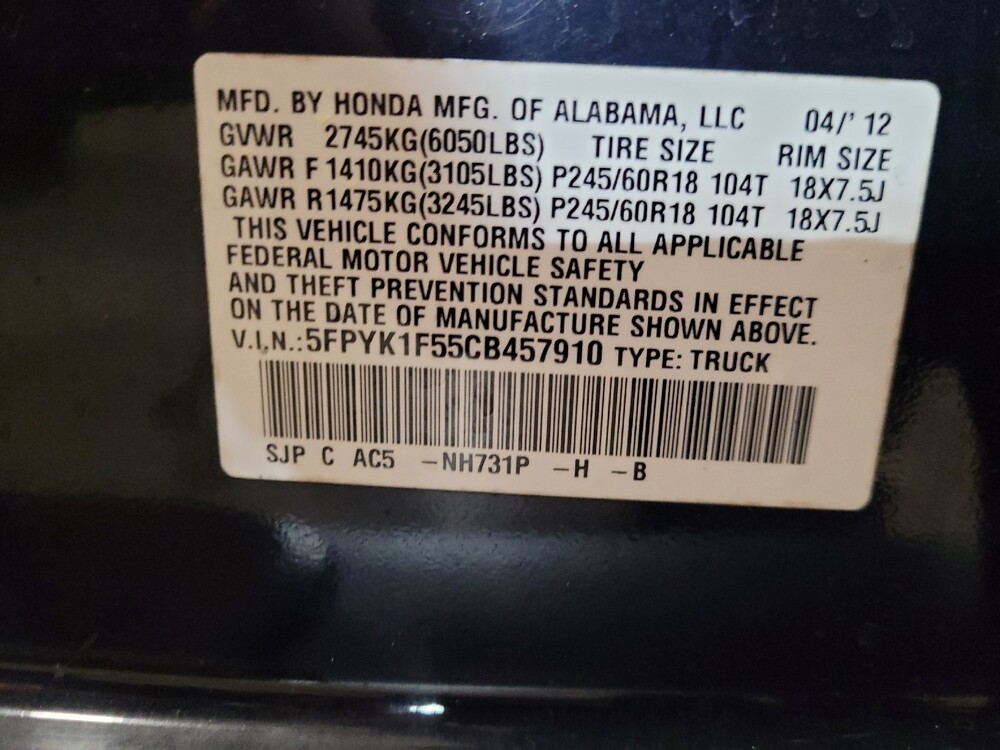 MFD. BY HONDA MFG. OF ALABAMA, LLC 04/' 12
GVWR 2745KG(6050LBS) TIRE SIZE RIM SIZE
GAWR F 1410KG(3105LBS) P245/60R18 104T 18X7.5J
GAWR R1475KG(3245LBS) P245/60R18 104T 18X7.5J
THIS VEHICLE CONFORMS TO ALL APPLICABLE
FEDERAL MOTOR VEHICLE SAFETY
AND THEFT PREVENTION STANDARDS IN EFFECT
ON THE DATE OF MANUFACTURE SHOWN ABOVE.
V.I.N.:5FPYK1F55CB457910 TYPE: TRUCK
SJP C AC5 -NH731P -H -B